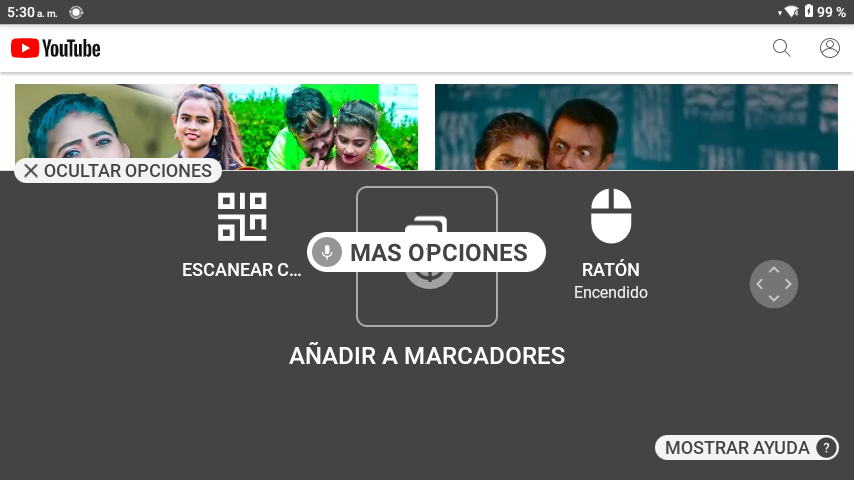 5:30 a. m.
99 %
YouTube
OCULTAR OPCIONES
MAS OPCIONES
ESCANEAR C...
RATÓN
Encendido
AÑADIR A MARCADORES
MOSTRAR AYUDA ?